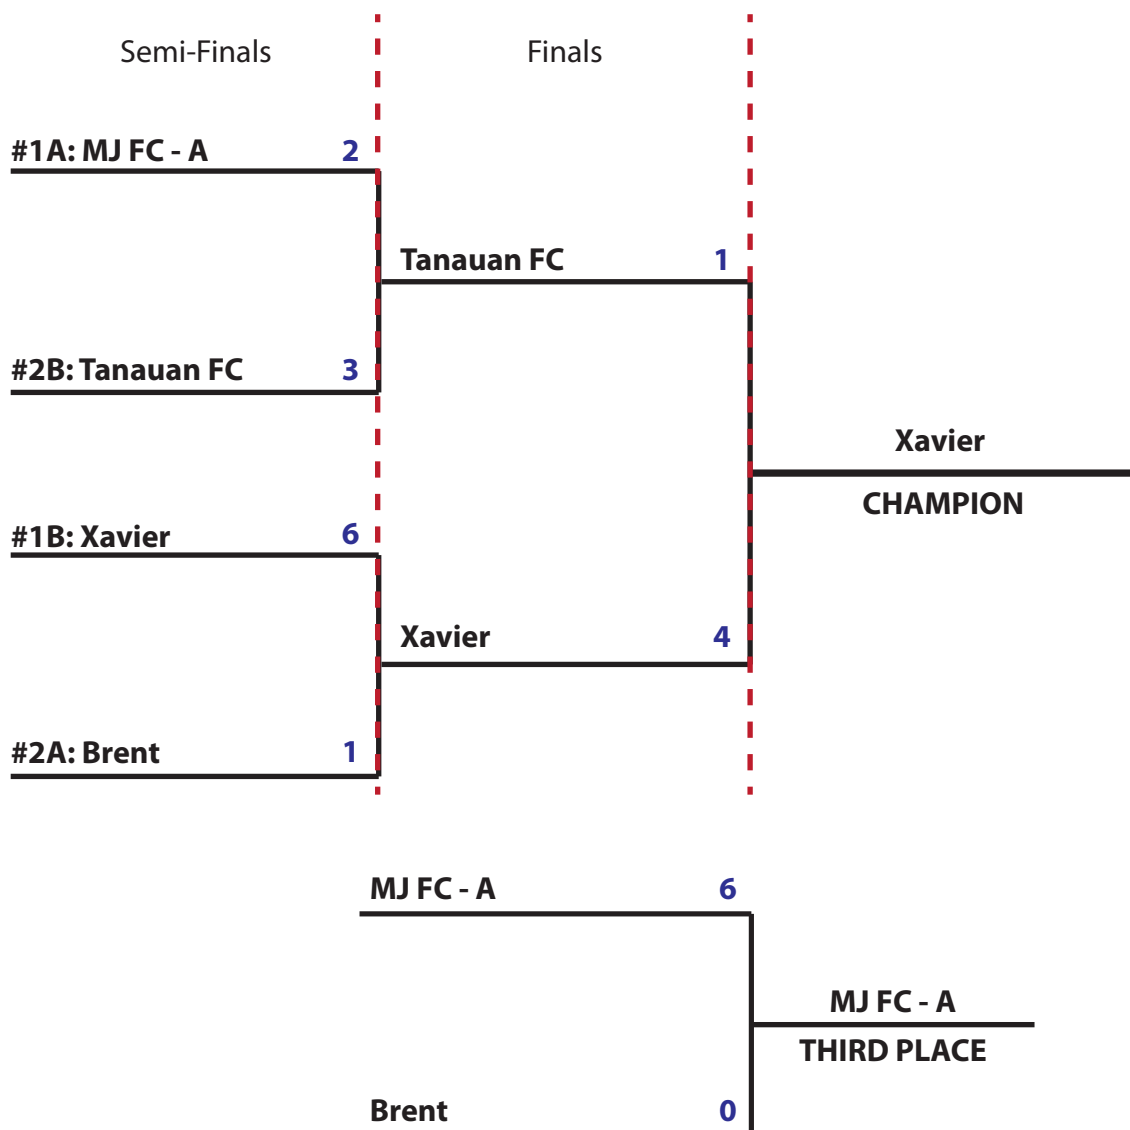 Semi-Finals
Finals
#1A: MJ FC - A 2
Tanauan FC 1
#2B: Tanauan FC 3
Xavier
CHAMPION
#1B: Xavier 6
Xavier 4
#2A: Brent 1
MJ FC - A 6
MJ FC - A
THIRD PLACE
Brent 0